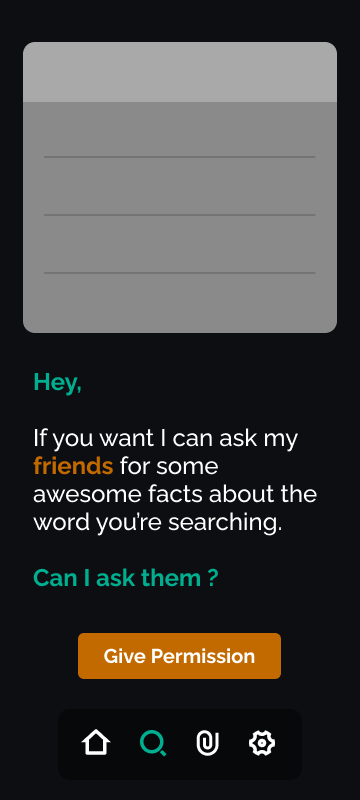 Hey,
If you want I can ask my
friends for some
awesome facts about the
word you’re searching.
Can I ask them ?
Give Permission